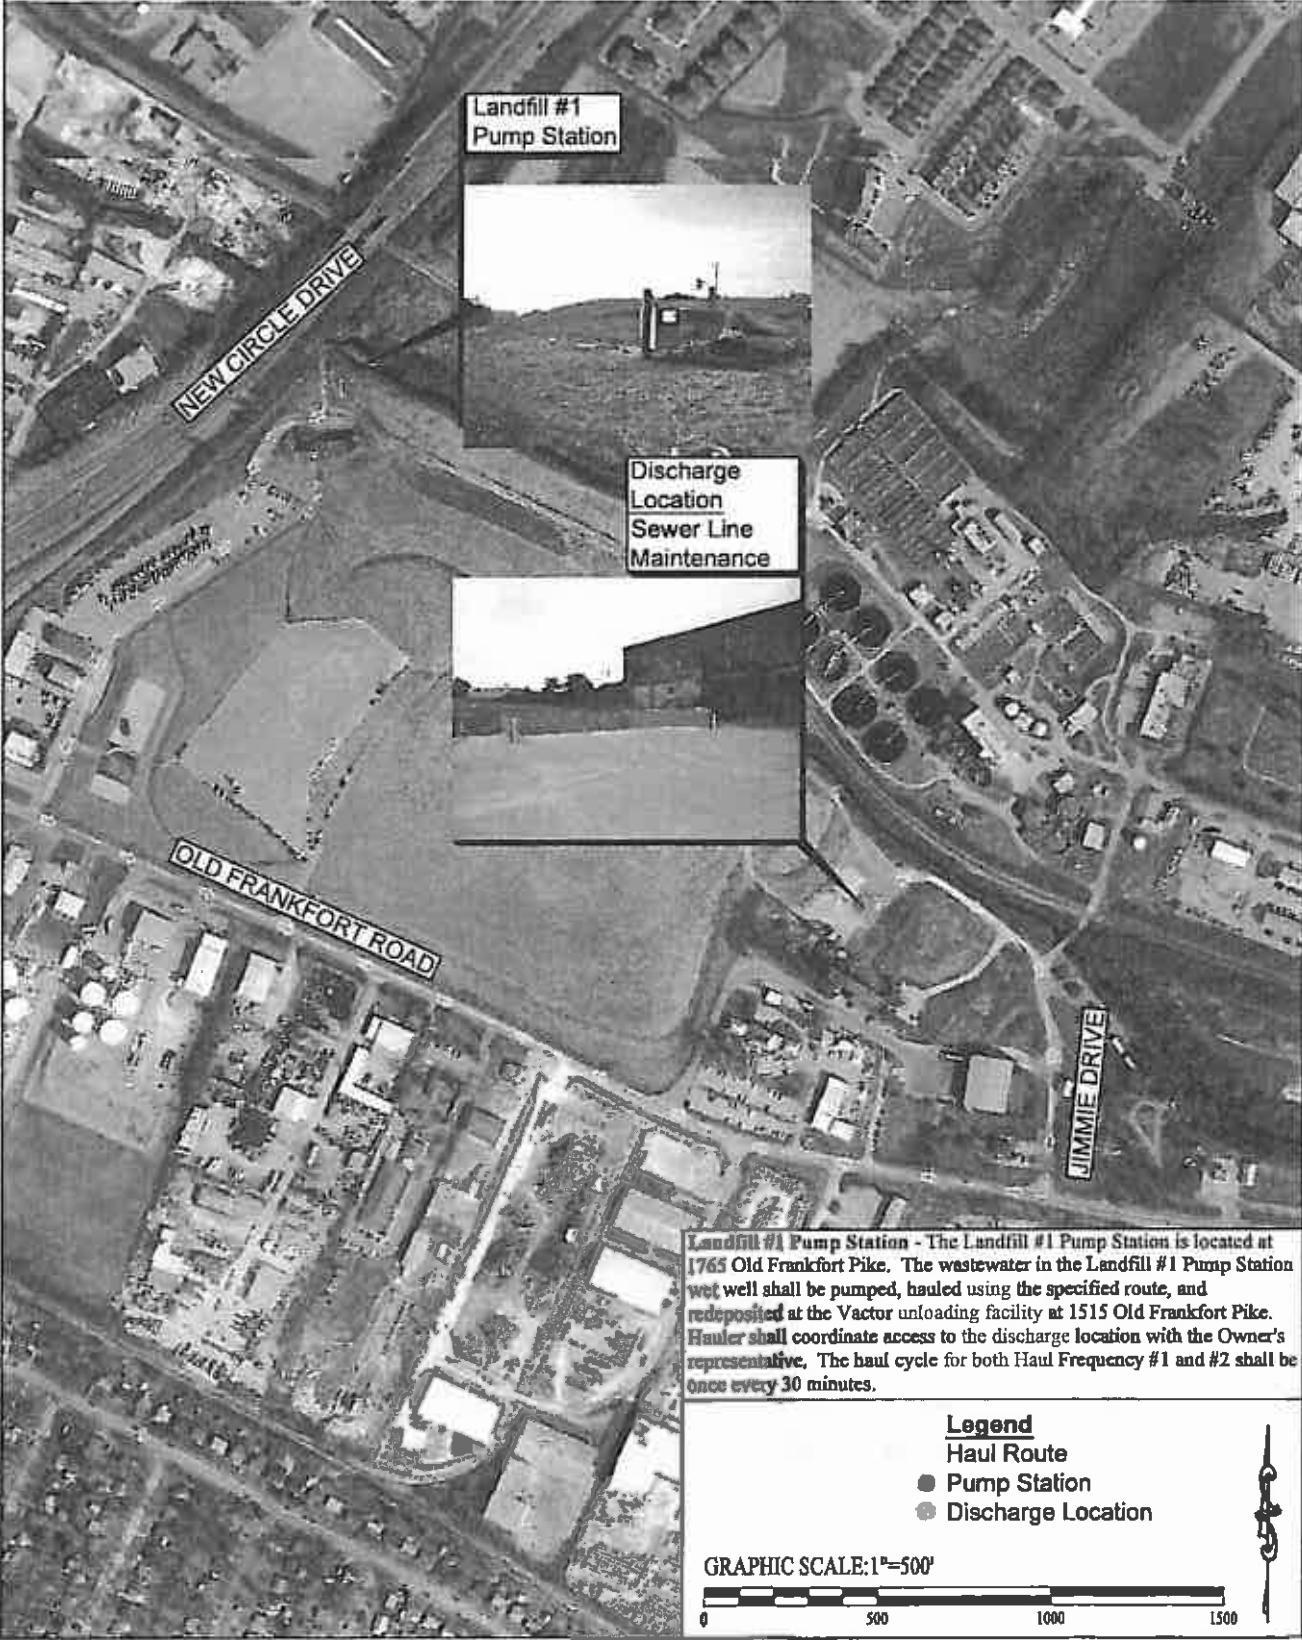 Landfill #1
Pump Station
NEW CIRCLE DRIVE
Discharge
Location
Sewer Line
Maintenance
OLD FRANKFORT ROAD
JIMMIE DRIVE
Landfill #1 Pump Station - The Landfill #1 Pump Station is located at
1765 Old Frankfort Pike. The wastewater in the Landfill #1 Pump Station
wet well shall be pumped, hauled using the specified route, and
redeposited at the Vactor unloading facility at 1515 Old Frankfort Pike.
Hauler shall coordinate access to the discharge location with the Owner's
representative. The haul cycle for both Haul Frequency #1 and #2 shall be
once every 30 minutes.
Legend
Haul Route
Pump Station
Discharge Location
GRAPHIC SCALE:1"=500'
0 500 1000 1500